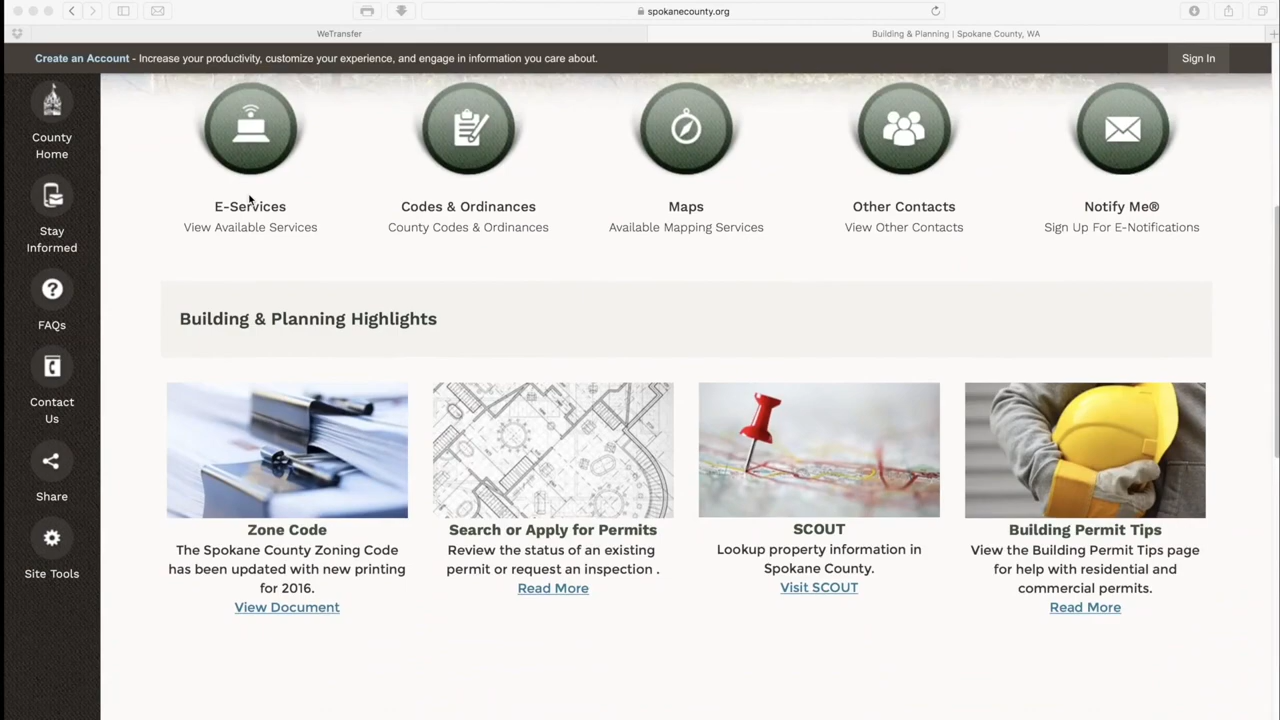 spokanecounty.org
WeTransfer
Building & Planning | Spokane County, WA
Create an Account - Increase your productivity, customize your experience, and engage in information you care about.
Sign In
County
Home
Stay
Informed
FAQs
Contact
Us
Share
Site Tools
E-Services
View Available Services
Codes & Ordinances
County Codes & Ordinances
Maps
Available Mapping Services
Other Contacts
View Other Contacts
Notify Me®
Sign Up For E-Notifications
Building & Planning Highlights
Zone Code
The Spokane County Zoning Code
has been updated with new printing
for 2016.
View Document
Search or Apply for Permits
Review the status of an existing
permit or request an inspection .
Read More
SCOUT
Lookup property information in
Spokane County.
Visit SCOUT
Building Permit Tips
View the Building Permit Tips page
for help with residential and
commercial permits.
Read More